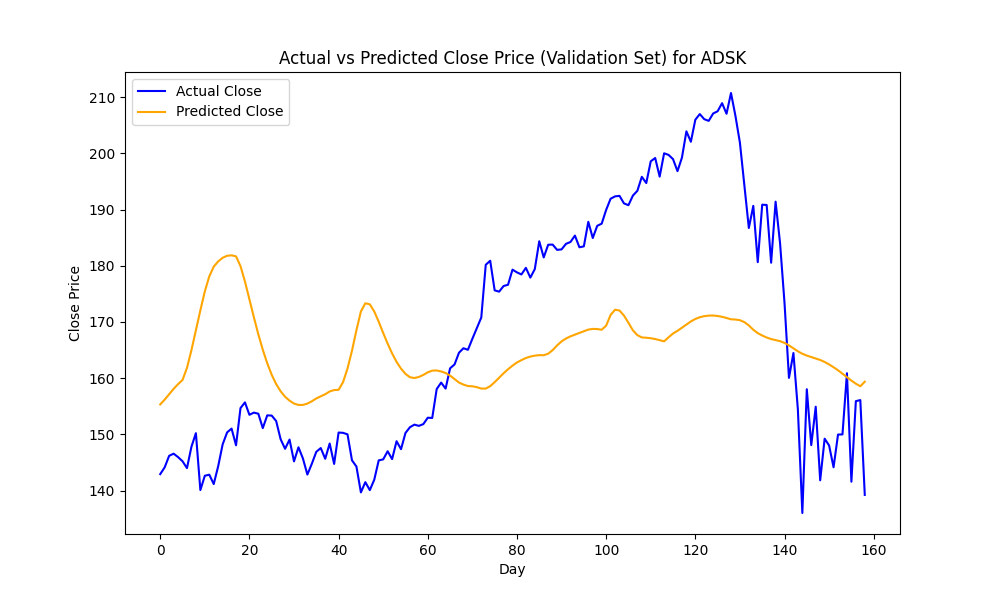 Actual vs Predicted Close Price (Validation Set) for ADSK
Actual Close
Predicted Close
Close Price
210
200
190
180
170
160
150
140
0 20 40 60 80 100 120 140 160
Day